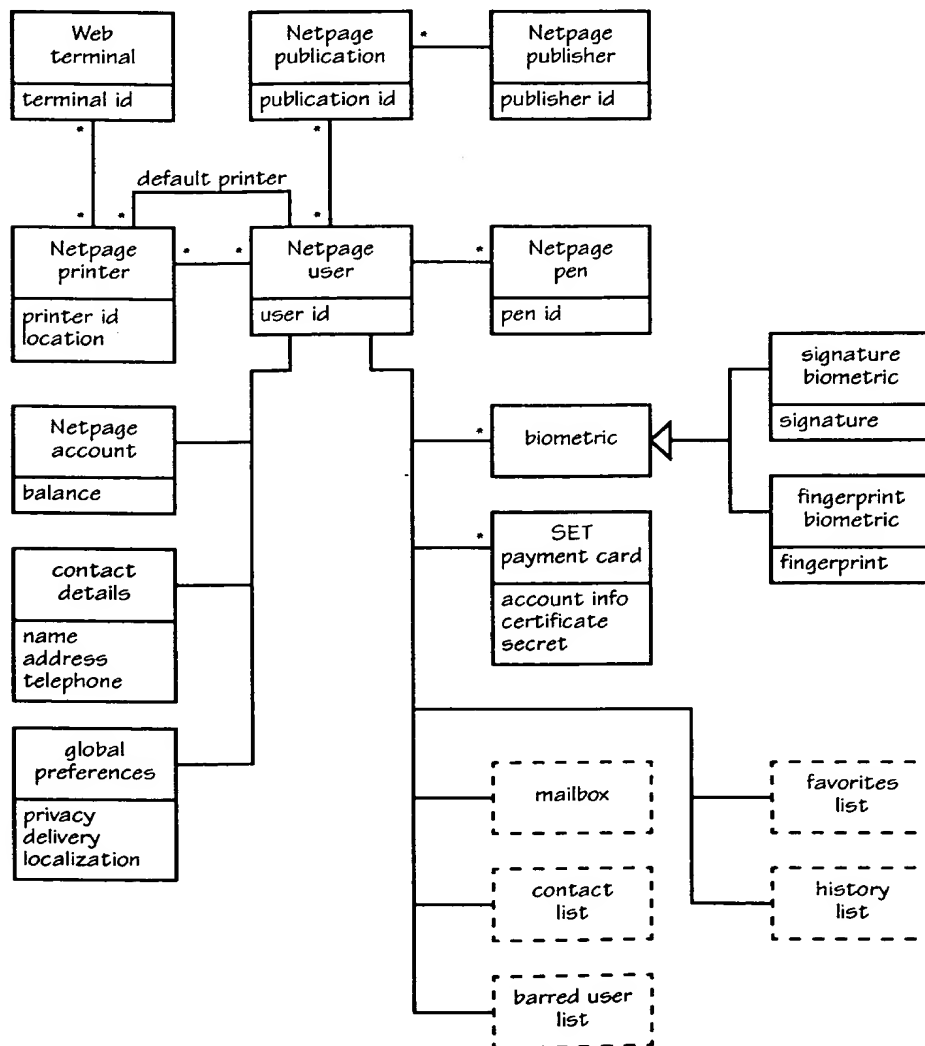 Web
terminal
terminal id
Netpage
publication
publication id
*
Netpage
publisher
publisher id
*
*
default printer
*
*
*
Netpage
printer
printer id
location
*
*
Netpage
user
user id
*
Netpage
pen
pen id
Netpage
account
balance
*
biometric
signature
biometric
signature
fingerprint
biometric
fingerprint
*
SET
payment card
account info
certificate
secret
contact
details
name
address
telephone
global
preferences
privacy
delivery
localization
mailbox
favorites
list
contact
list
history
list
barred user
list